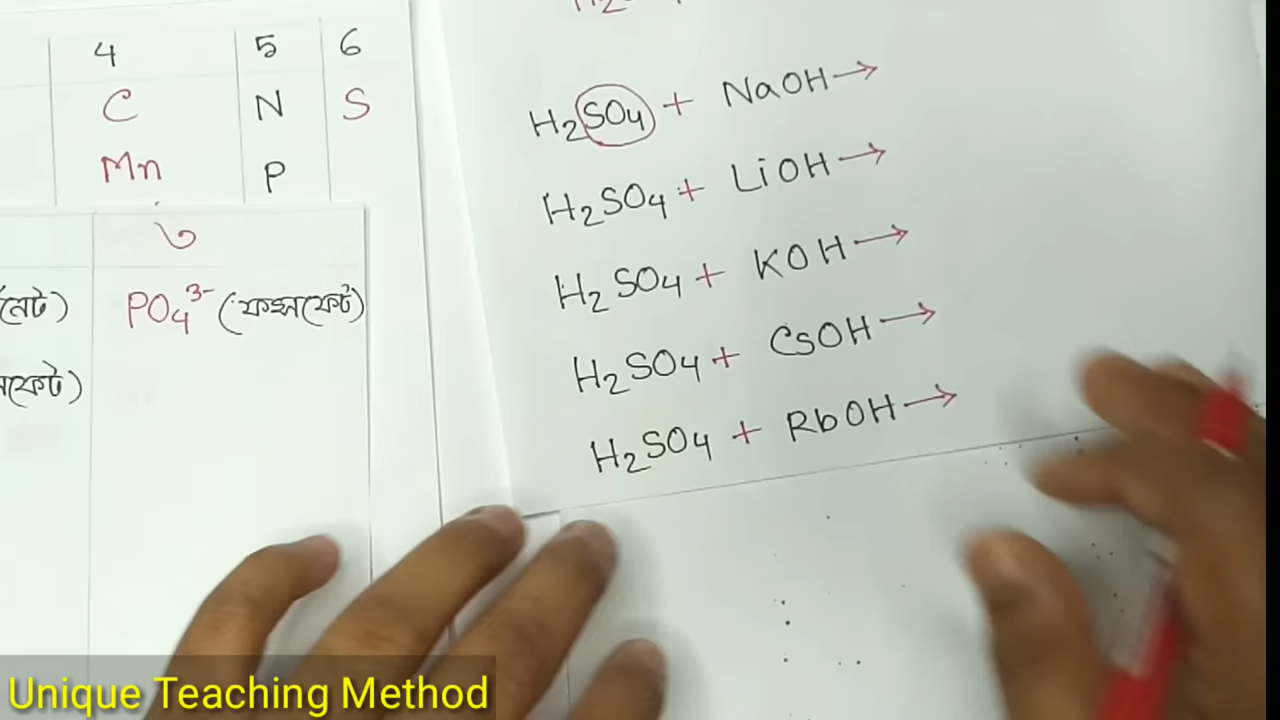 4 5 6
C N S
Mn P
৩
PO₄³⁻ (ফসফেট)
H₂SO₄ + NaOH →
H₂SO₄ + LiOH →
H₂SO₄ + KOH →
H₂SO₄ + CsOH →
H₂SO₄ + RbOH →
Unique Teaching Method